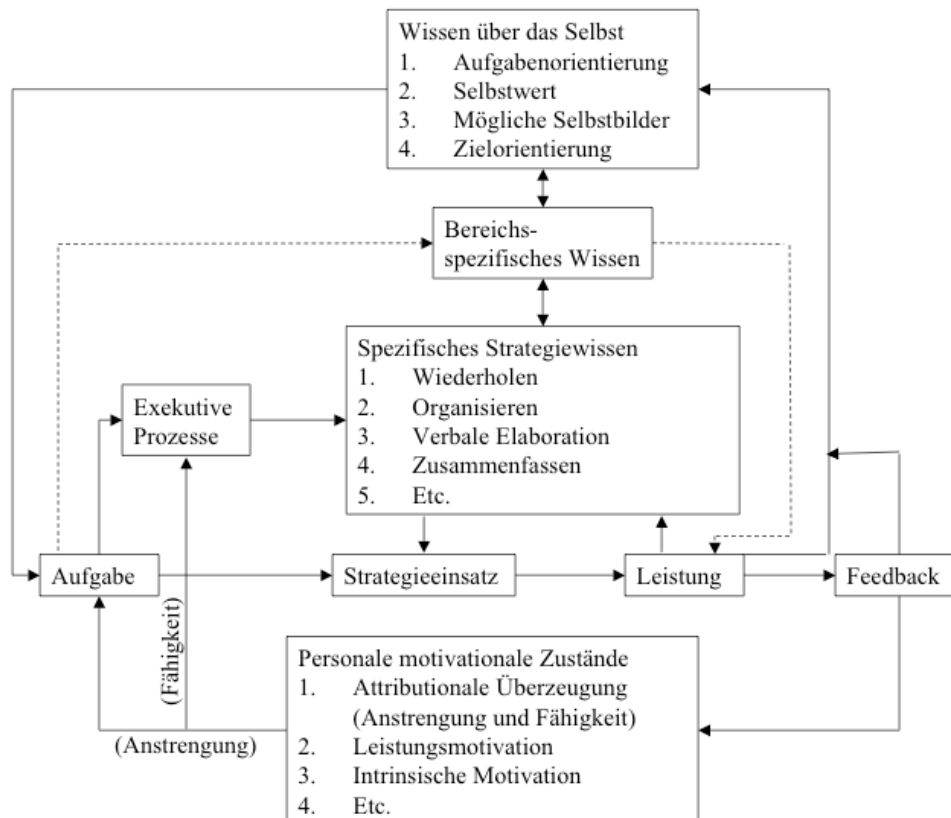 Wissen über das Selbst
1. Aufgabenorientierung
2. Selbstwert
3. Mögliche Selbstbilder
4. Zielorientierung
Bereichs-
spezifisches Wissen
Spezifisches Strategiewissen
1. Wiederholen
2. Organisieren
3. Verbale Elaboration
4. Zusammenfassen
5. Etc.
Exekutive
Prozesse
Aufgabe
Strategieeinsatz
Leistung
Feedback
(Fähigkeit)
(Anstrengung)
Personale motivationale Zustände
1. Attributionale Überzeugung
(Anstrengung und Fähigkeit)
2. Leistungsmotivation
3. Intrinsische Motivation
4. Etc.